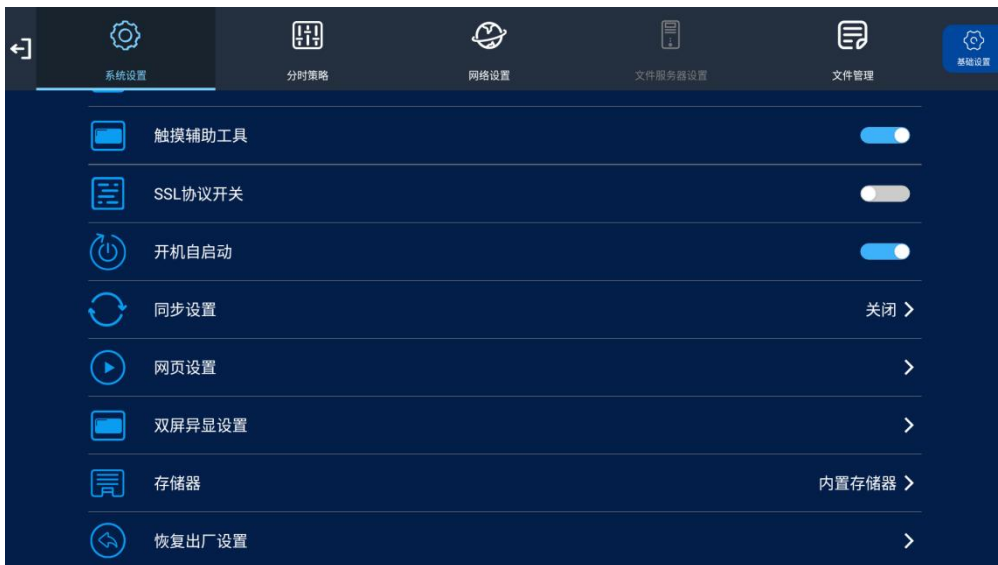 系统设置
分时策略
网络设置
文件服务器设置
文件管理
基础设置
触摸辅助工具
SSL协议开关
开机自启动
同步设置 关闭
网页设置
双屏异显设置
存储器 内置存储器
恢复出厂设置